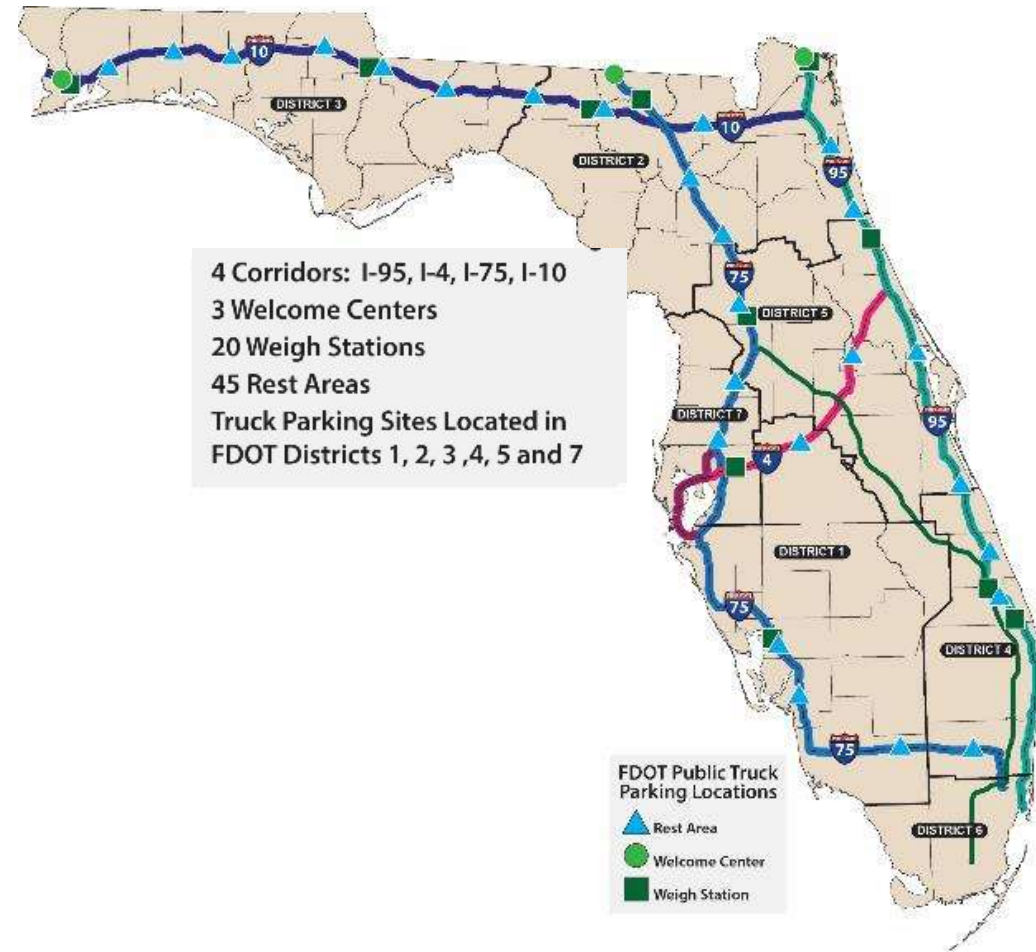 10
DISTRICT 3
10
DISTRICT 2
95
4 Corridors: I-95, I-4, I-75, I-10
3 Welcome Centers
20 Weigh Stations
45 Rest Areas
Truck Parking Sites Located in
FDOT Districts 1, 2, 3 ,4, 5 and 7
75
DISTRICT 5
DISTRICT 7
95
4
DISTRICT 1
75
DISTRICT 4
75
FDOT Public Truck
Parking Locations
Rest Area
Welcome Center
Weigh Station
DISTRICT 6